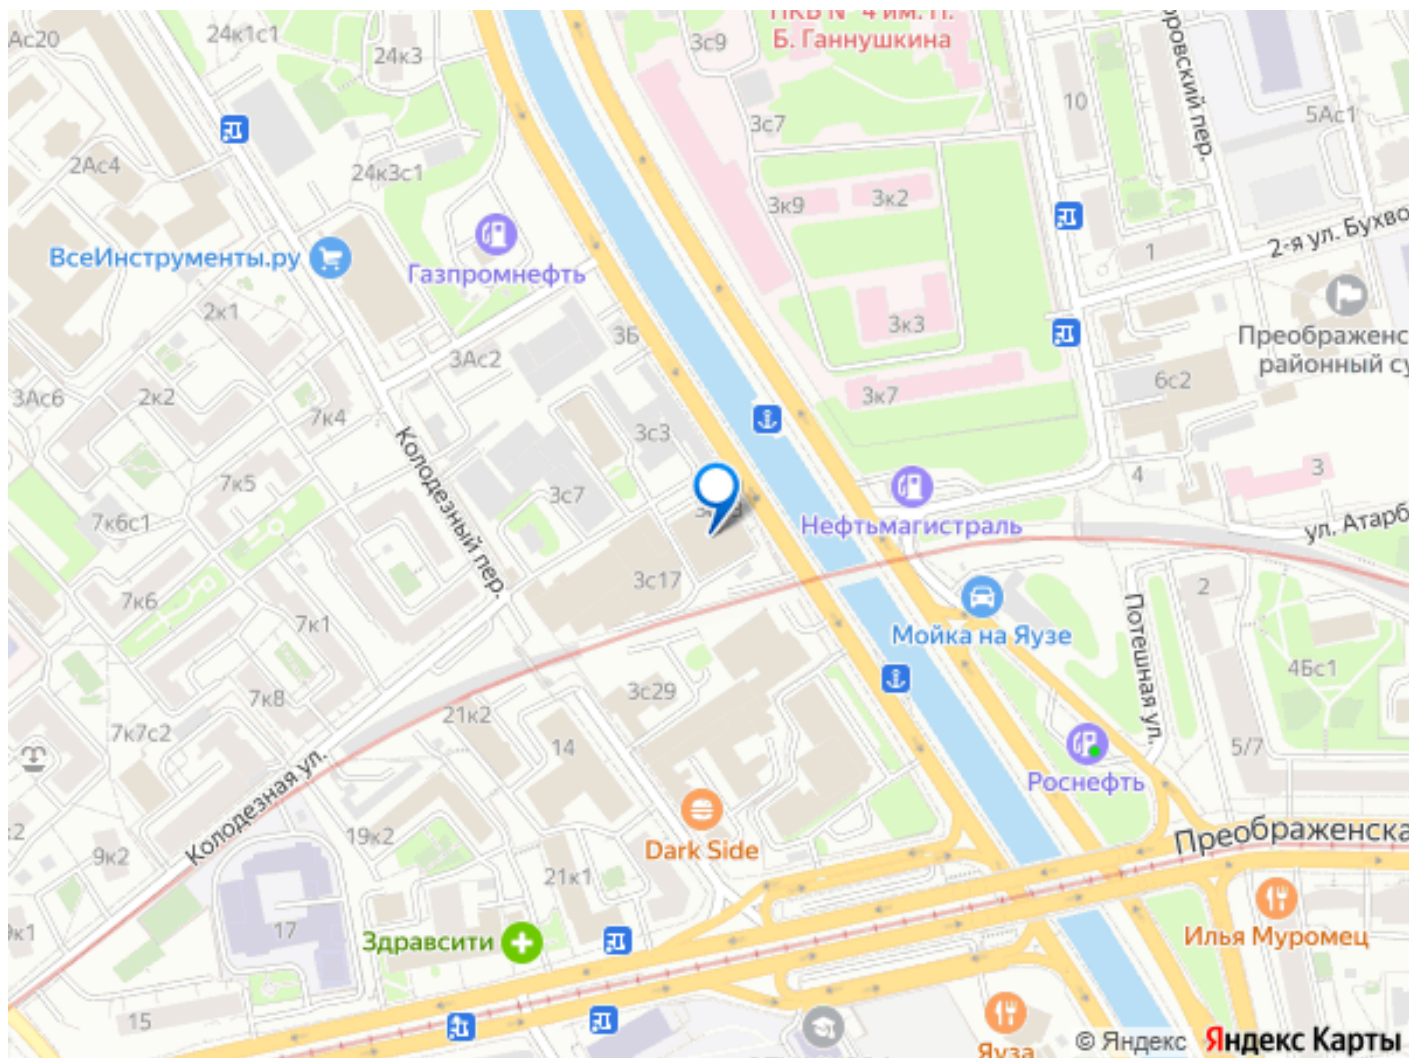 Ас20
24к1с1
24к3
3с9
ПКБ № 4 им. П.
Б. Ганнушкина
10
5Ас1
3с7
2Ас4
24к3с1
3к9
3к2
1
2-я ул. Бухво
ВсеИнструменты.ру
Газпромнефть
2к1
3Б
3к3
Преображенс
районный су
3Ас2
6с2
3Ас6
2к2
7к4
3к7
3с3
Колодезный пер.
7к5
3с7
4
3
7к6с1
Нефтьмагистраль
ул. Атарб
3с17
2
7к6
7к1
Мойка на Яузе
Потешная ул.
4Бс1
7к8
3с29
21к2
7к7с2
14
5/7
Роснефть
Колодезная ул.
19к2
9к2
Dark Side
Преображенска
21к1
17
Здравсити
Илья Муромец
15
Яуза
© Яндекс Яндекс Карты